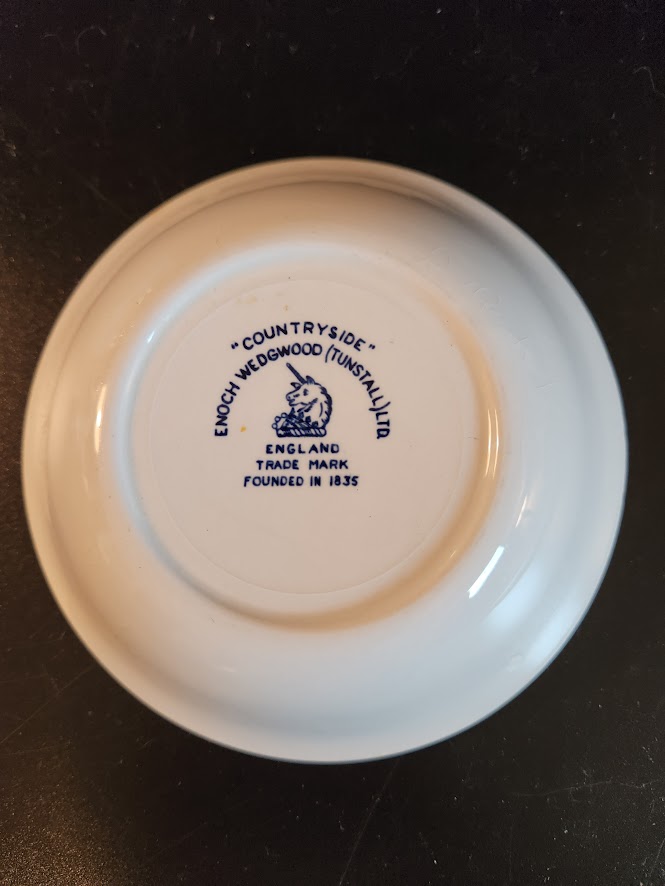 "COUNTRYSIDE"
ENOCH WEDGWOOD (TUNSTALL) LTD
ENGLAND
TRADE MARK
FOUNDED IN 1835